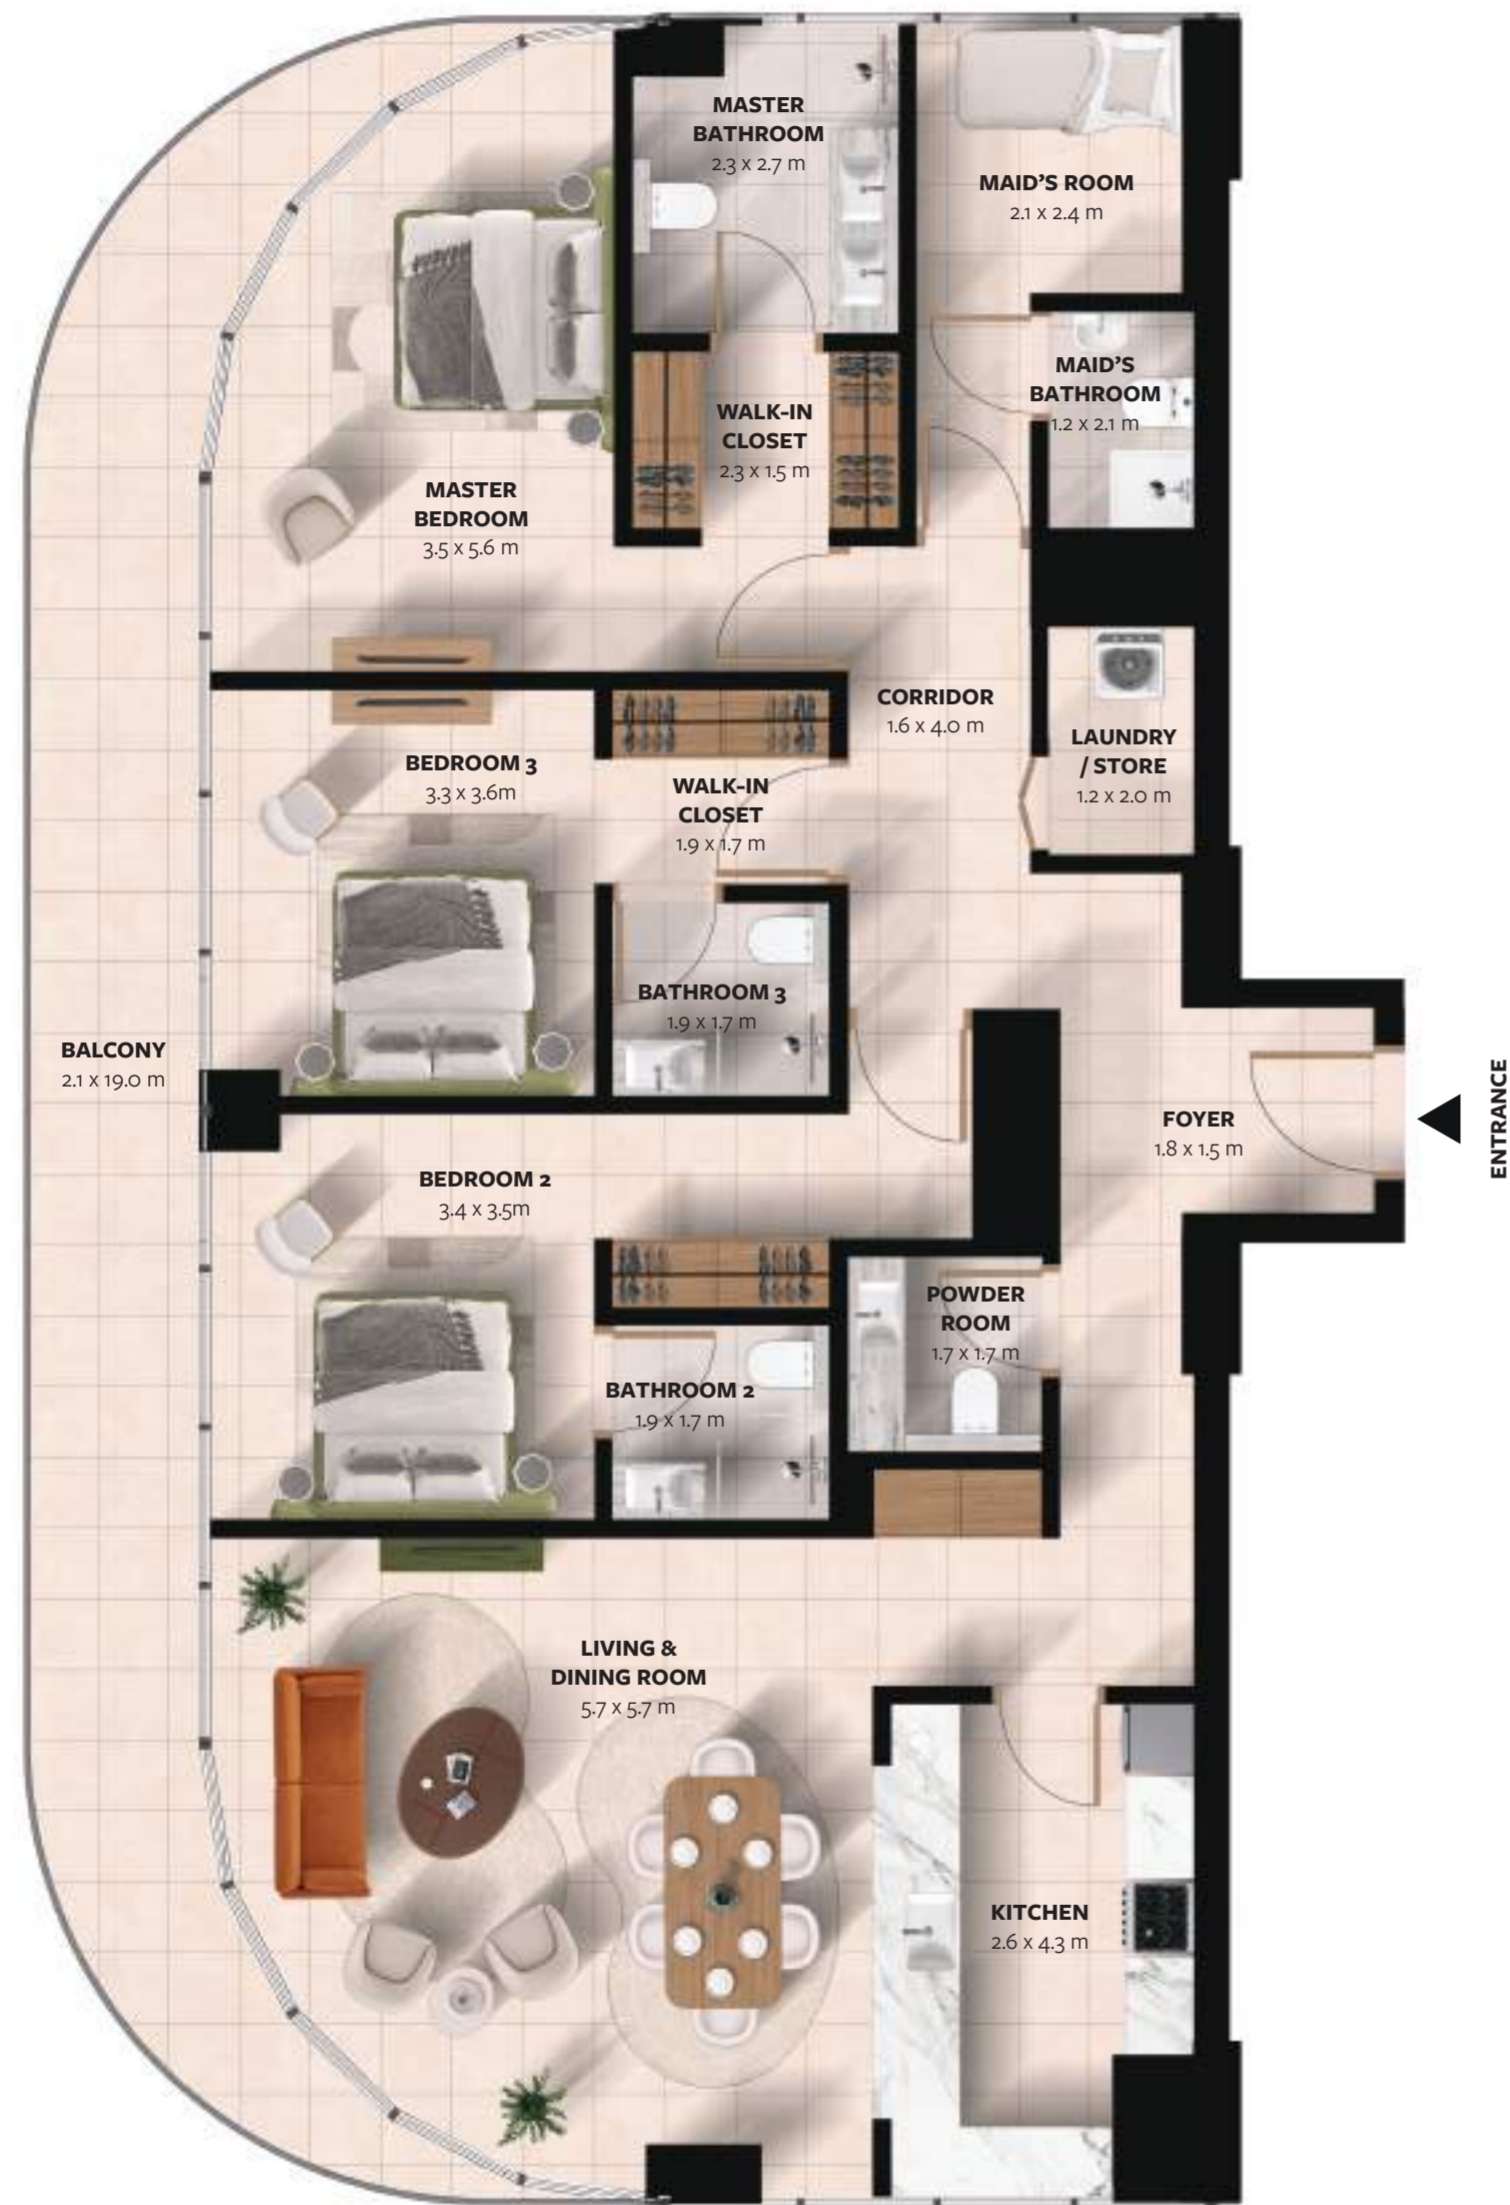 MASTER
BATHROOM
2.3 x 2.7 m
MAID'S ROOM
2.1 x 2.4 m
MAID'S
BATHROOM
1.2 x 2.1 m
WALK-IN
CLOSET
2.3 x 1.5 m
MASTER
BEDROOM
3.5 x 5.6 m
CORRIDOR
1.6 x 4.0 m
LAUNDRY
/ STORE
1.2 x 2.0 m
BEDROOM 3
3.3 x 3.6m
WALK-IN
CLOSET
1.9 x 1.7 m
BATHROOM 3
1.9 x 1.7 m
BALCONY
2.1 x 19.0 m
FOYER
1.8 x 1.5 m
ENTRANCE
BEDROOM 2
3.4 x 3.5m
POWDER
ROOM
1.7 x 1.7 m
BATHROOM 2
1.9 x 1.7 m
LIVING &
DINING ROOM
5.7 x 5.7 m
KITCHEN
2.6 x 4.3 m